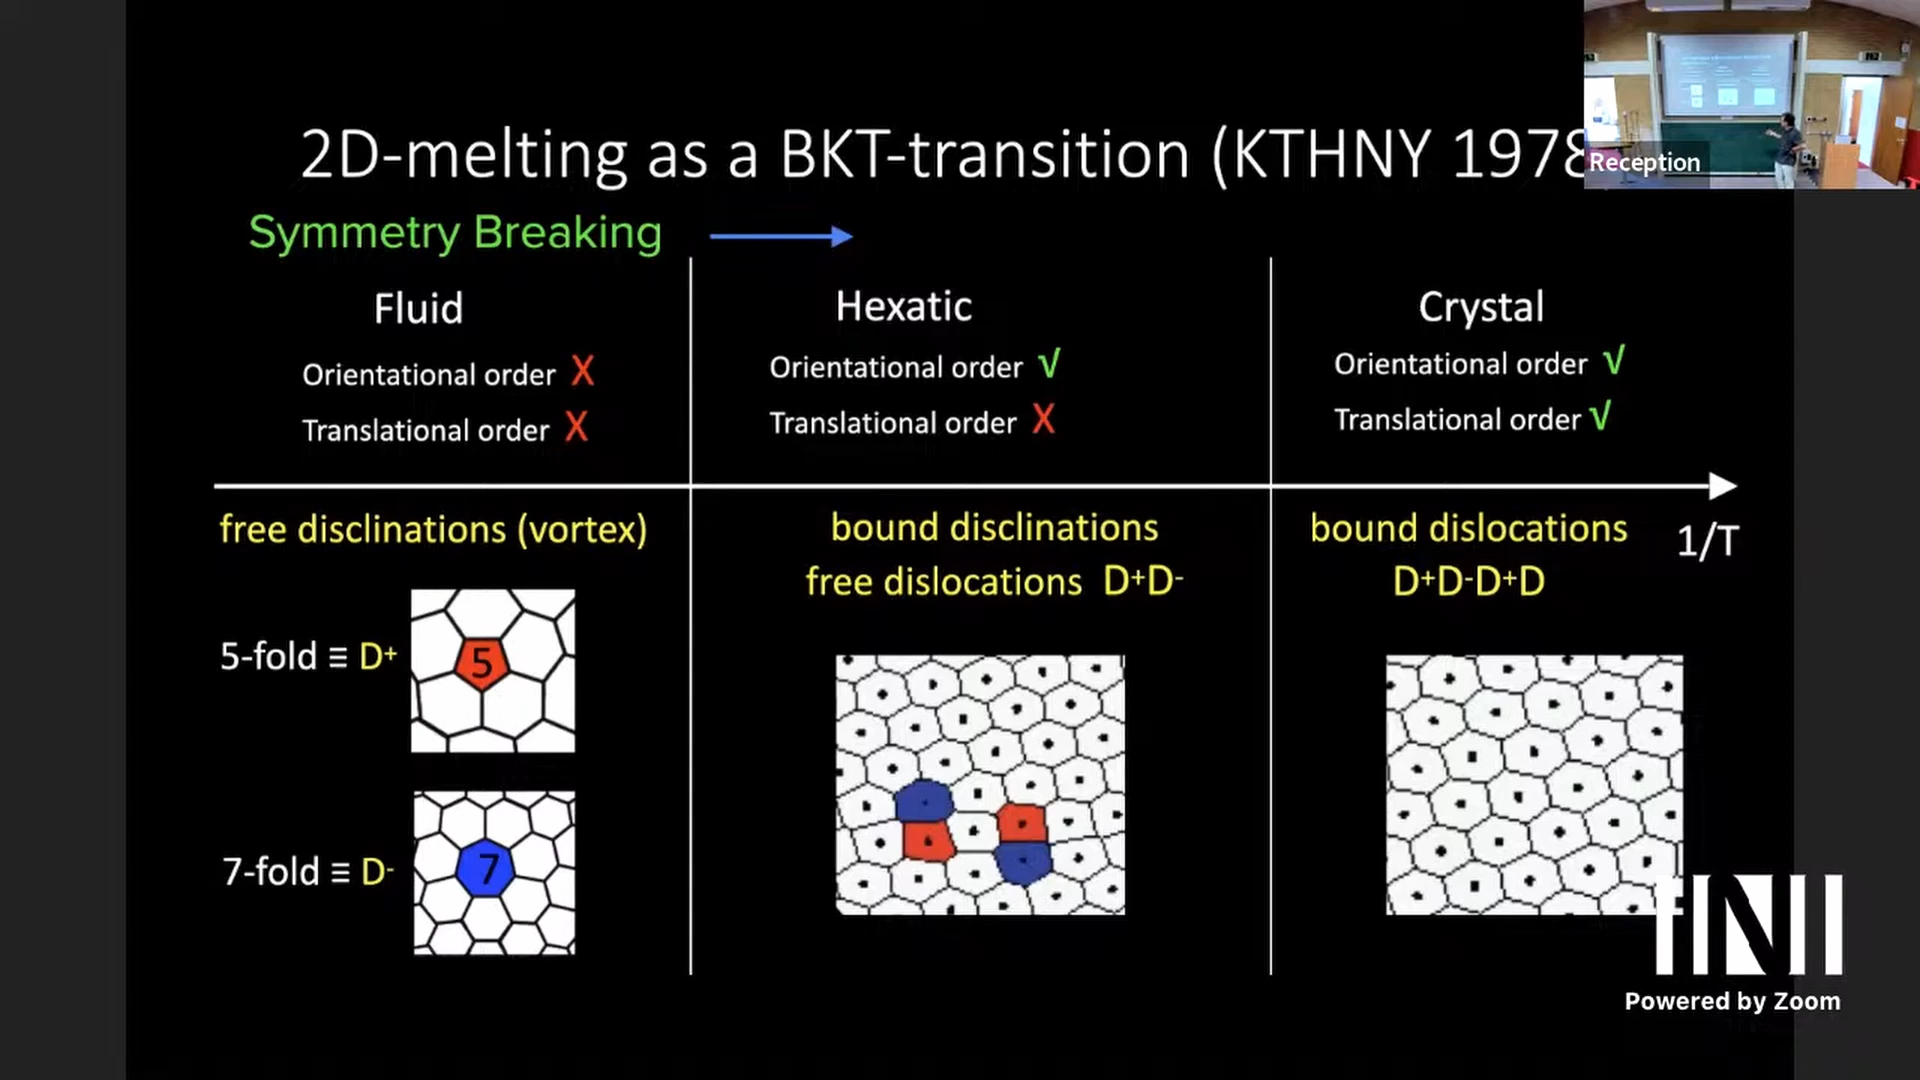 2D-melting as a BKT-transition (KTHNY 1978
Reception
Symmetry Breaking
Fluid
Orientational order X
Translational order X
Hexatic
Orientational order √
Translational order X
Crystal
Orientational order √
Translational order √
1/T
free disclinations (vortex)
5-fold ≡ D⁺
5
7-fold ≡ D⁻
7
bound disclinations
free dislocations D⁺D⁻
bound dislocations
D⁺D⁻D⁺D
Powered by Zoom